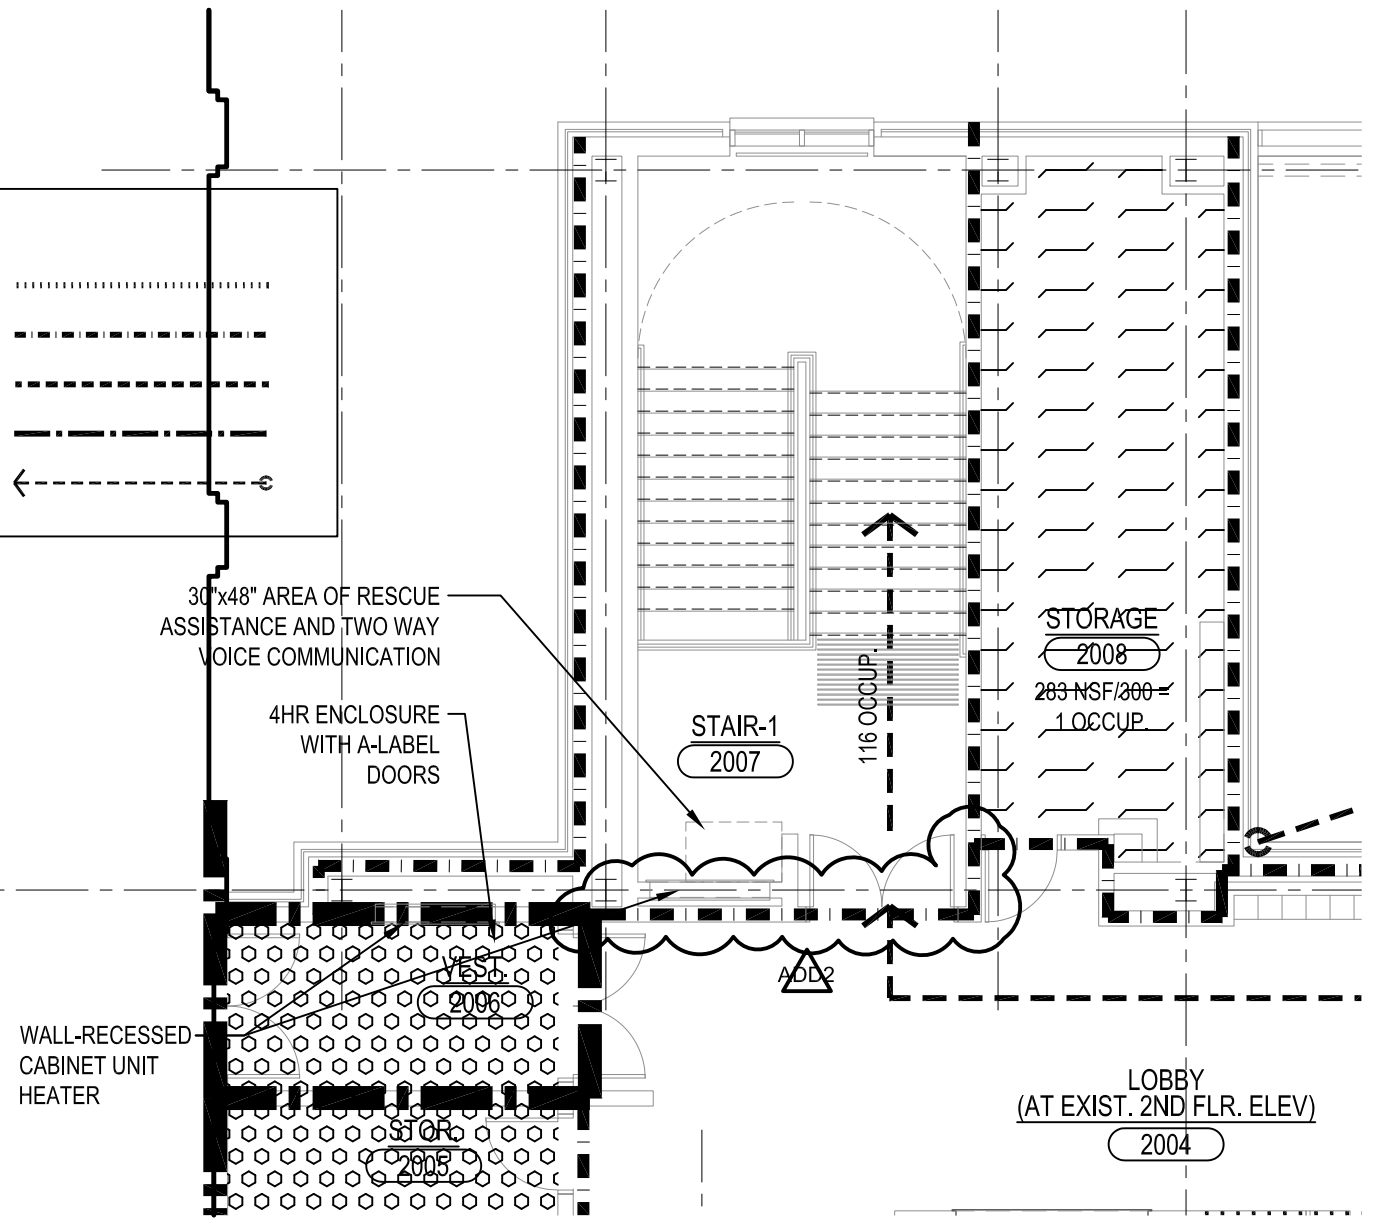 30"x48" AREA OF RESCUE
ASSISTANCE AND TWO WAY
VOICE COMMUNICATION
4HR ENCLOSURE
WITH A-LABEL
DOORS
STAIR-1
2007
116 OCCUP.
STORAGE
2008
283 NSF/300 =
1 OCCUP.
VEST.
2006
ADD2
WALL-RECESSED
CABINET UNIT
HEATER
STOR.
2005
LOBBY
(AT EXIST. 2ND FLR. ELEV)
2004